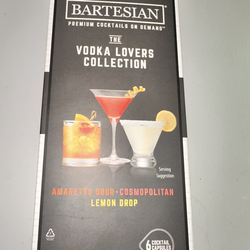 BARTESIAN
PREMIUM COCKTAILS ON DEMAND
THE
VODKA LOVERS
COLLECTION
Serving
Suggestion
AMARETTO SOUR • COSMOPOLITAN
LEMON DROP
6 COCKTAIL
CAPSULES